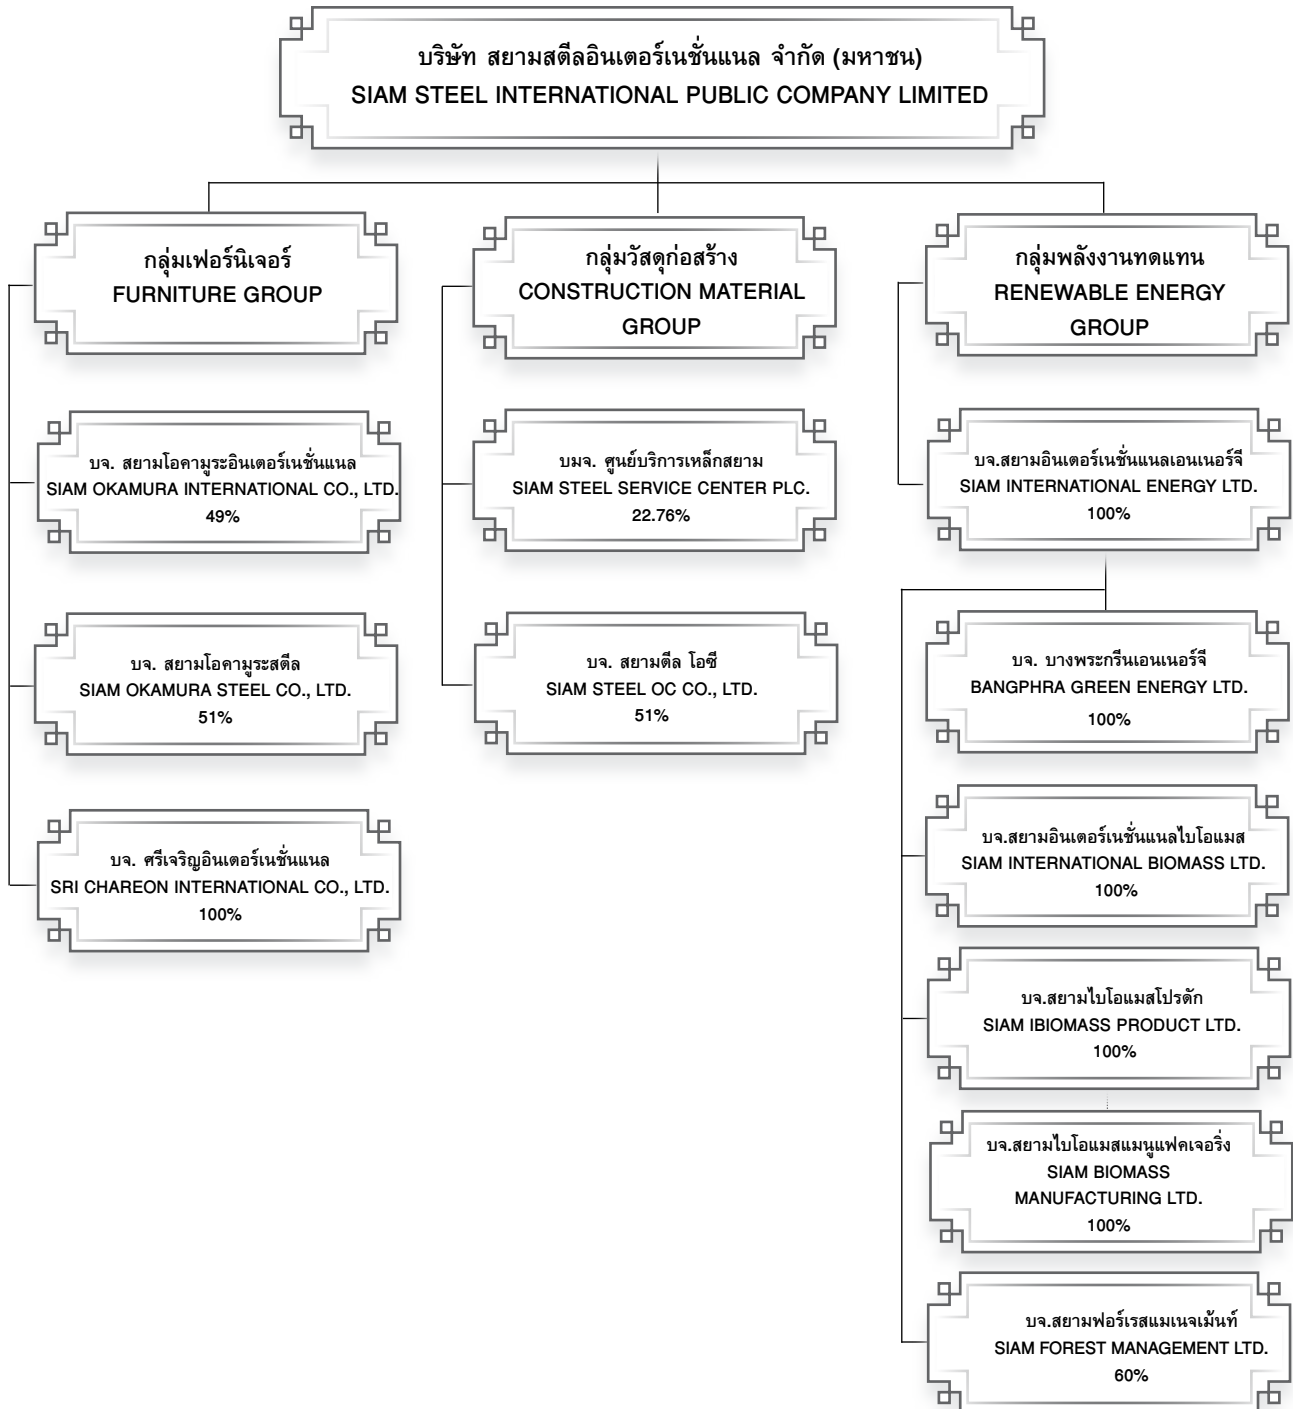 บริษัท สยามสตีลอินเตอร์เนชั่นแนล จำกัด (มหาชน)
SIAM STEEL INTERNATIONAL PUBLIC COMPANY LIMITED
กลุ่มเฟอร์นิเจอร์
FURNITURE GROUP
บจ. สยามโอคามูระอินเตอร์เนชั่นแนล
SIAM OKAMURA INTERNATIONAL CO., LTD.
49%
บจ. สยามโอคามูระสตีล
SIAM OKAMURA STEEL CO., LTD.
51%
บจ. ศรีเจริญอินเตอร์เนชั่นแนล
SRI CHAREON INTERNATIONAL CO., LTD.
100%
กลุ่มวัสดุก่อสร้าง
CONSTRUCTION MATERIAL
GROUP
บมจ. ศูนย์บริการเหล็กสยาม
SIAM STEEL SERVICE CENTER PLC.
22.76%
บจ. สยามตีล โอซี
SIAM STEEL OC CO., LTD.
51%
กลุ่มพลังงานทดแทน
RENEWABLE ENERGY
GROUP
บจ.สยามอินเตอร์เนชั่นแนลเอนเนอร์จี
SIAM INTERNATIONAL ENERGY LTD.
100%
บจ. บางพระกรีนเอนเนอร์จี
BANGPHRA GREEN ENERGY LTD.
100%
บจ.สยามอินเตอร์เนชั่นแนลไบโอแมส
SIAM INTERNATIONAL BIOMASS LTD.
100%
บจ.สยามไบโอแมสโปรดัก
SIAM IBIOMASS PRODUCT LTD.
100%
บจ.สยามไบโอแมสแมนูแฟคเจอริ่ง
SIAM BIOMASS
MANUFACTURING LTD.
100%
บจ.สยามฟอร์เรสแมเนจเม้นท์
SIAM FOREST MANAGEMENT LTD.
60%